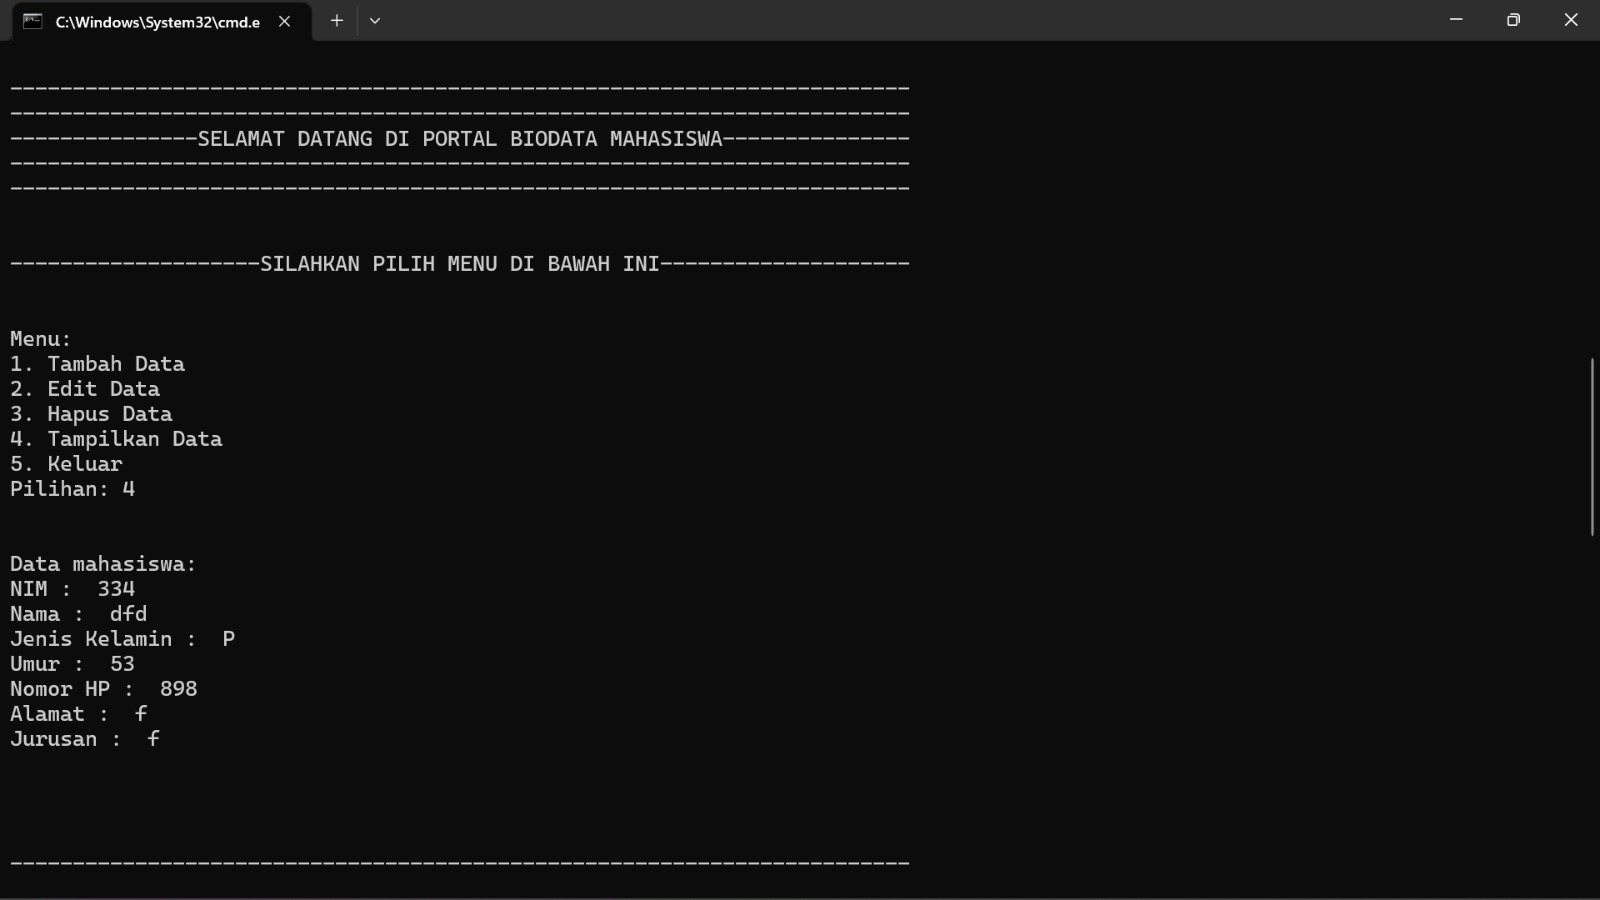 C:\Windows\System32\cmd.e
------------------------------------------------------------------------
------------------------------------------------------------------------
---------------SELAMAT DATANG DI PORTAL BIODATA MAHASISWA---------------
------------------------------------------------------------------------
------------------------------------------------------------------------
--------------------SILAHKAN PILIH MENU DI BAWAH INI--------------------
Menu:
1. Tambah Data
2. Edit Data
3. Hapus Data
4. Tampilkan Data
5. Keluar
Pilihan: 4
Data mahasiswa:
NIM :  334
Nama :  dfd
Jenis Kelamin :  P
Umur :  53
Nomor HP :  898
Alamat :  f
Jurusan :  f
------------------------------------------------------------------------